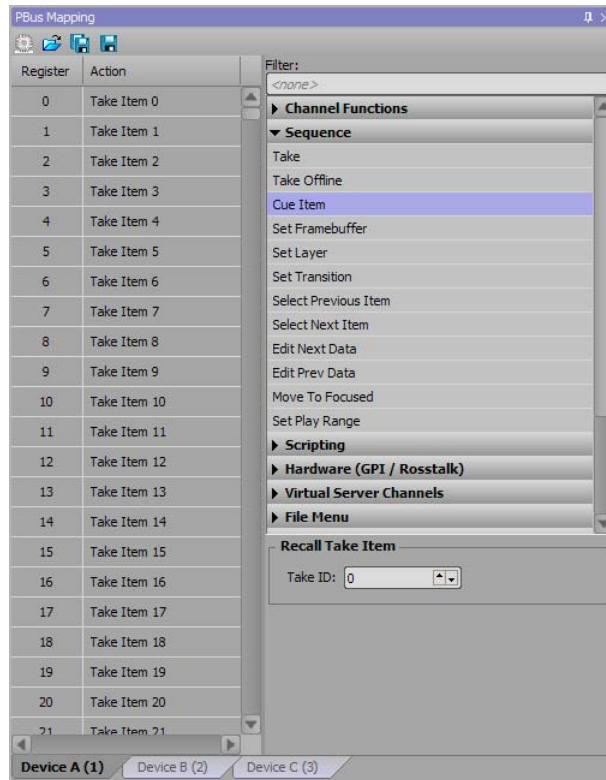 PBus Mapping
Register Action
0 Take Item 0
1 Take Item 1
2 Take Item 2
3 Take Item 3
4 Take Item 4
5 Take Item 5
6 Take Item 6
7 Take Item 7
8 Take Item 8
9 Take Item 9
10 Take Item 10
11 Take Item 11
12 Take Item 12
13 Take Item 13
14 Take Item 14
15 Take Item 15
16 Take Item 16
17 Take Item 17
18 Take Item 18
19 Take Item 19
20 Take Item 20
21 Take Item 21
Filter:
<none>
Channel Functions
Sequence
Take
Take Offline
Cue Item
Set Framebuffer
Set Layer
Set Transition
Select Previous Item
Select Next Item
Edit Next Data
Edit Prev Data
Move To Focused
Set Play Range
Scripting
Hardware (GPI / Rosstalk)
Virtual Server Channels
File Menu
Recall Take Item
Take ID: 0
Device A (1) Device B (2) Device C (3)